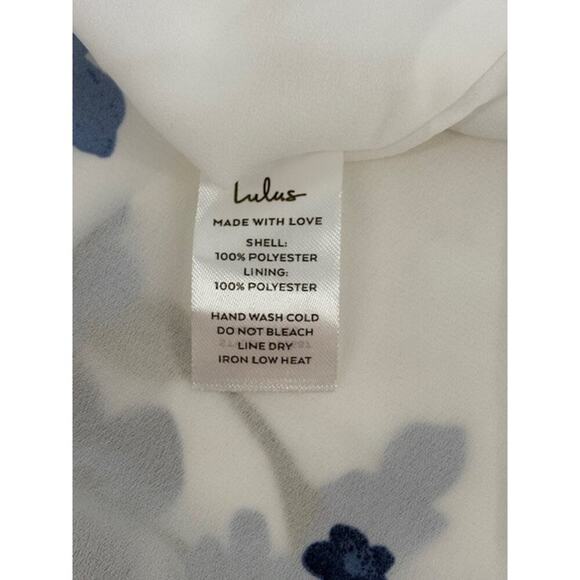 Lulus
MADE WITH LOVE
SHELL:
100% POLYESTER
LINING:
100% POLYESTER
HAND WASH COLD
DO NOT BLEACH
LINE DRY
IRON LOW HEAT